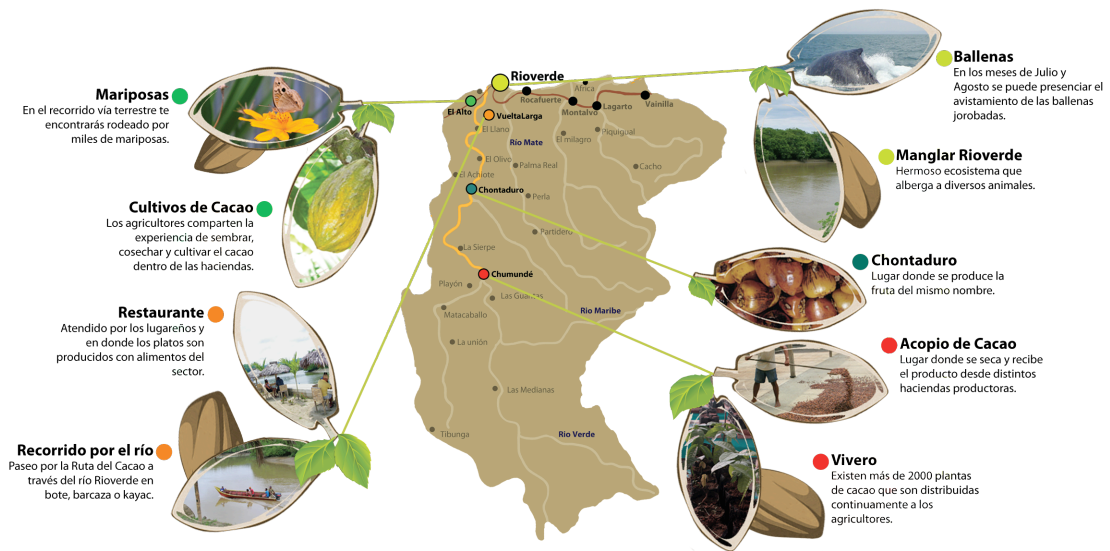 Mariposas
En el recorrido vía terrestre te
encontrarás rodeado por
miles de mariposas.
Cultivos de Cacao
Los agricultores comparten la
experiencia de sembrar,
cosechar y cultivar el cacao
dentro de las haciendas.
Restaurante
Atendido por los lugareños y
en donde los platos son
producidos con alimentos del
sector.
Recorrido por el río
Paseo por la Ruta del Cacao a
través del río Rioverde en
bote, barcaza o kayac.
Rioverde
Rocafuerte
Africa
Montalvo
Lagarto
Vainilla
El Alto
VueltaLarga
El Llano
Rio Mate
El milagro
Piquigual
El Olivo
Palma Real
Cacho
El Achiote
Chontaduro
Perla
Partidero
La Sierpe
Chumundé
Playón
Las Guaritas
Matacaballo
Rio Maribe
La unión
Las Medianas
Tibunga
Rio Verde
Ballenas
En los meses de Julio y
Agosto se puede presenciar el
avistamiento de las ballenas
jorobadas.
Manglar Rioverde
Hermoso ecosistema que
alberga a diversos animales.
Chontaduro
Lugar donde se produce la
fruta del mismo nombre.
Acopio de Cacao
Lugar donde se seca y recibe
el producto desde distintos
haciendas productoras.
Vivero
Existen más de 2000 plantas
de cacao que son distribuidas
continuamente a los
agricultores.